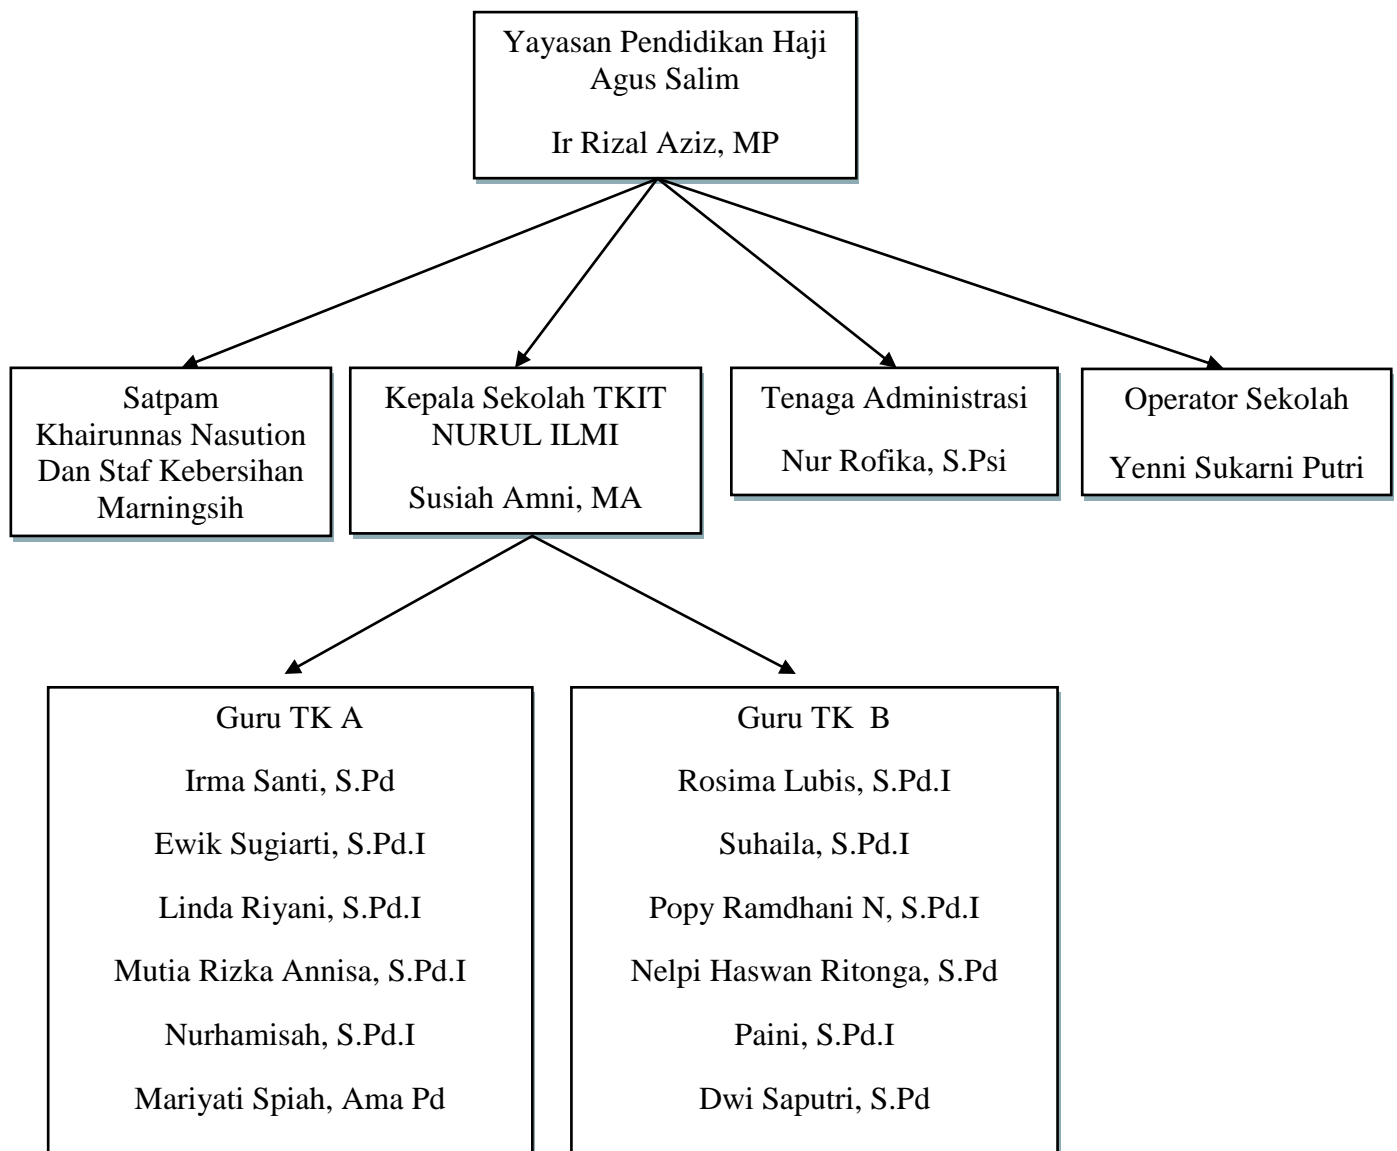 Yayasan Pendidikan Haji
Agus Salim
Ir Rizal Aziz, MP
Satpam
Khairunnas Nasution
Dan Staf Kebersihan
Marningsih
Kepala Sekolah TKIT
NURUL ILMI
Susiah Amni, MA
Tenaga Administrasi
Nur Rofika, S.Psi
Operator Sekolah
Yenni Sukarni Putri
Guru TK A
Irma Santi, S.Pd
Ewik Sugiarti, S.Pd.I
Linda Riyani, S.Pd.I
Mutia Rizka Annisa, S.Pd.I
Nurhamisah, S.Pd.I
Mariyati Spiah, Ama Pd
Guru TK  B
Rosima Lubis, S.Pd.I
Suhaila, S.Pd.I
Popy Ramdhani N, S.Pd.I
Nelpi Haswan Ritonga, S.Pd
Paini, S.Pd.I
Dwi Saputri, S.Pd